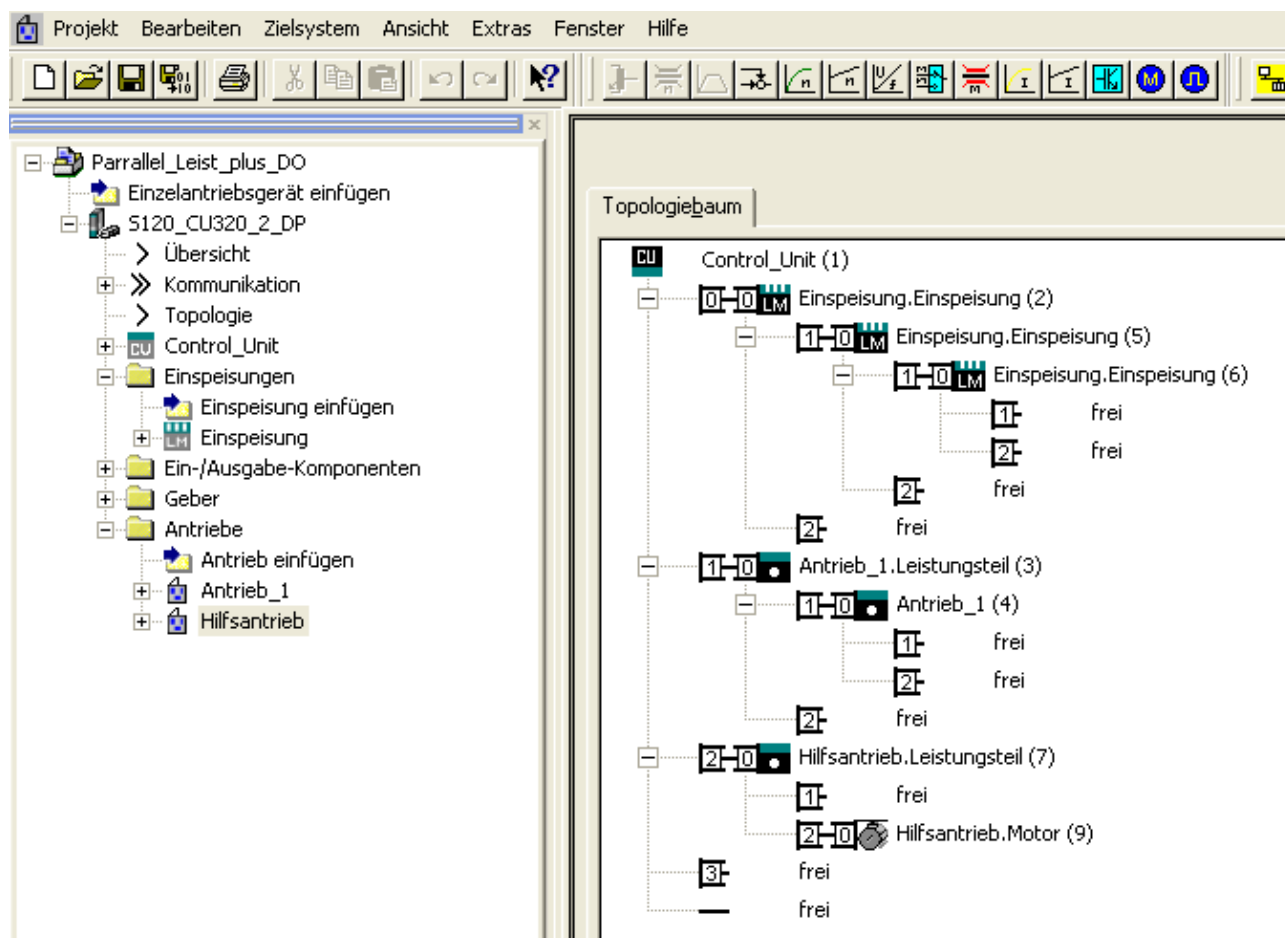 Projekt Bearbeiten Zielsystem Ansicht Extras Fenster Hilfe
Parrallel_Leist_plus_DO
Einzelantriebsgerät einfügen
S120_CU320_2_DP
Übersicht
Kommunikation
Topologie
CU Control_Unit
Einspeisungen
Einspeisung einfügen
LM Einspeisung
Ein-/Ausgabe-Komponenten
Geber
Antriebe
Antrieb einfügen
Antrieb_1
Hilfsantrieb
Topologiebaum
CU Control_Unit (1)
0 0 LM Einspeisung.Einspeisung (2)
1 0 LM Einspeisung.Einspeisung (5)
1 0 LM Einspeisung.Einspeisung (6)
1 frei
2 frei
2 frei
2 frei
1 0 Antrieb_1.Leistungsteil (3)
1 0 Antrieb_1 (4)
1 frei
2 frei
2 frei
2 0 Hilfsantrieb.Leistungsteil (7)
1 frei
2 0 Hilfsantrieb.Motor (9)
3 frei
frei